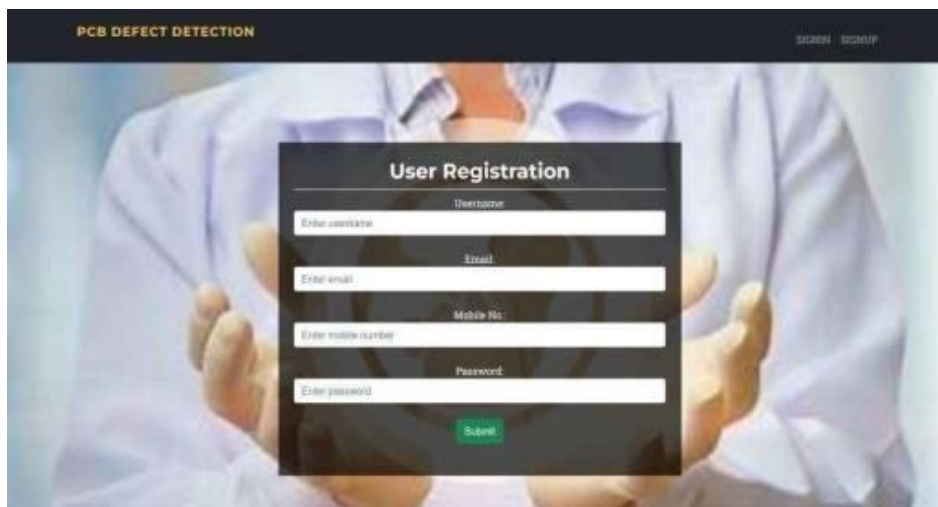 PCB DEFECT DETECTION
SIGNIN SIGNUP
User Registration
Username:
Enter username
Email:
Enter email
Mobile No.:
Enter mobile number
Password:
Enter password
Submit